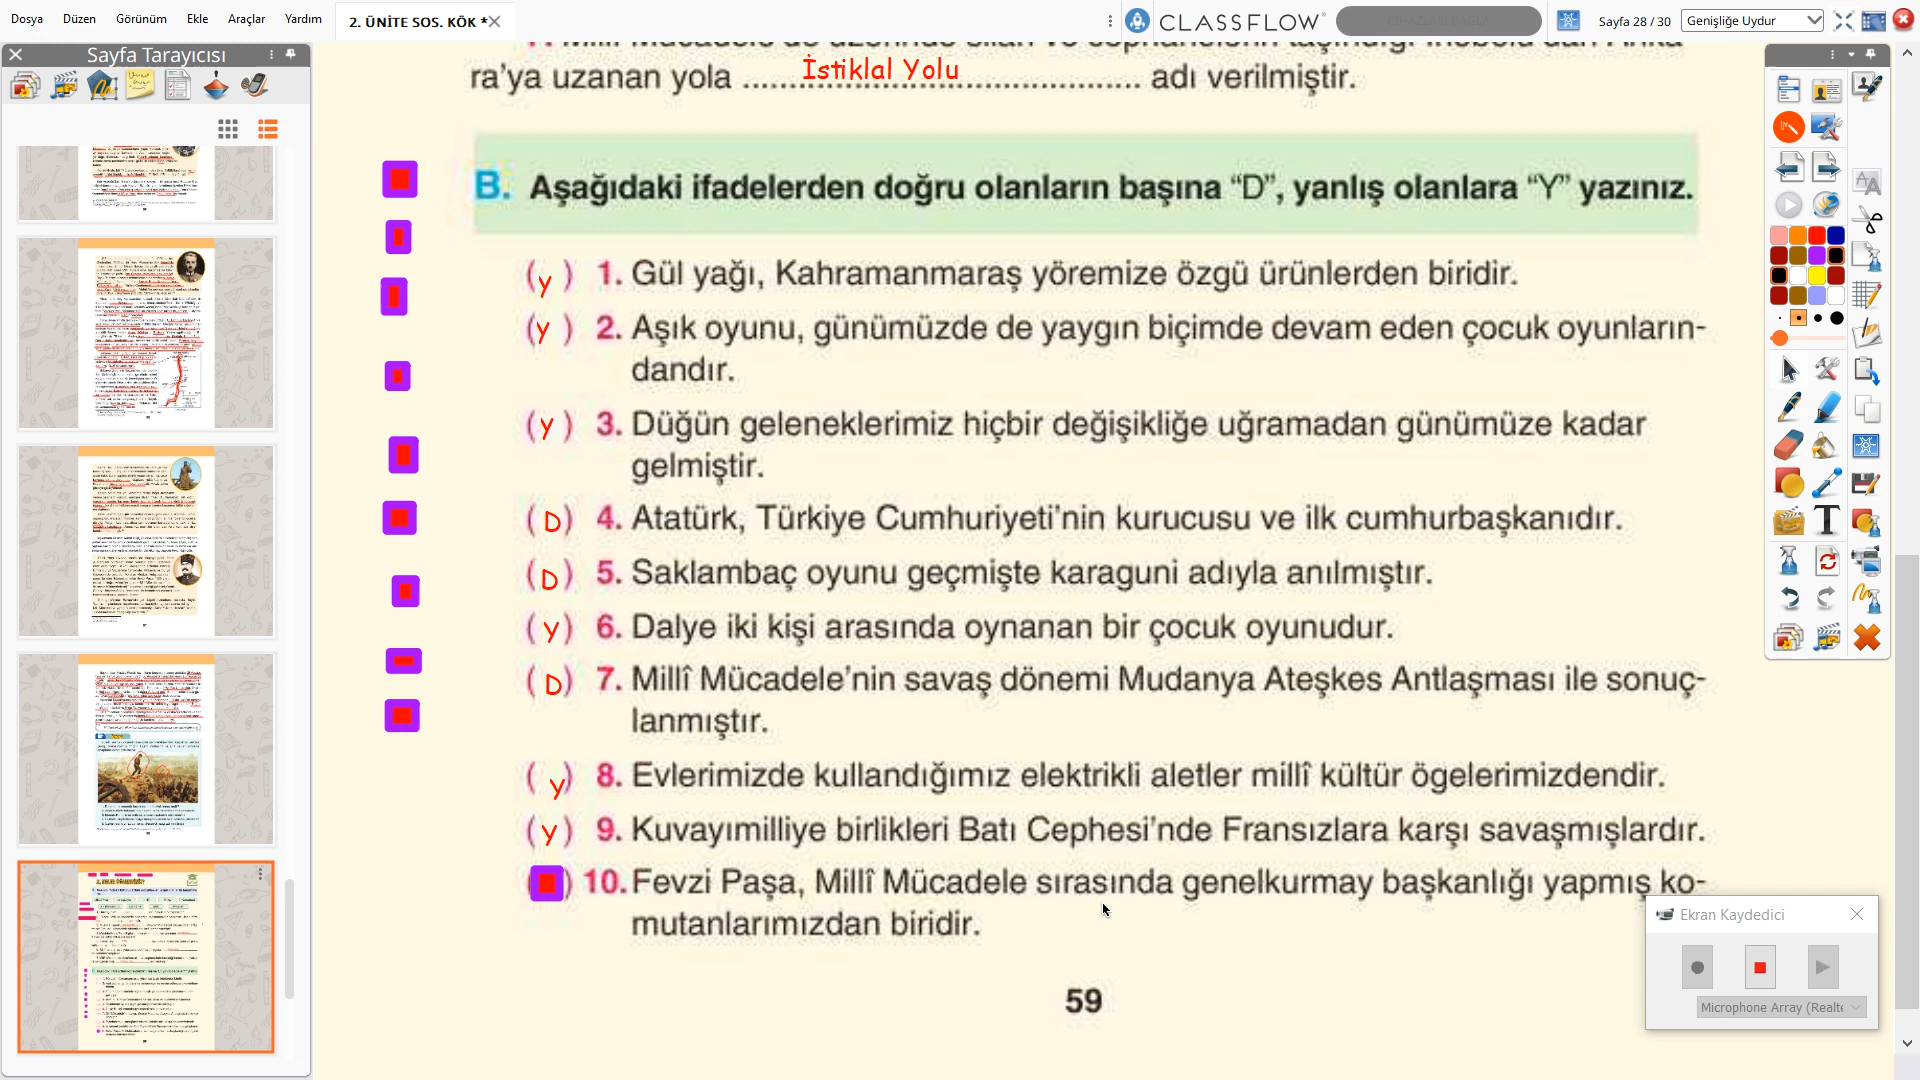 Dosya Düzen Görünüm Ekle Araçlar Yardım
2. ÜNİTE SOS. KÖK *
CLASSFLOW
Sayfa 28 / 30
Genişliğe Uydur
Sayfa Tarayıcısı
ra’ya uzanan yola İstiklal Yolu adı verilmiştir.
B. Aşağıdaki ifadelerden doğru olanların başına “D”, yanlış olanlara “Y” yazınız.
(y) 1. Gül yağı, Kahramanmaraş yöremize özgü ürünlerden biridir.
(y) 2. Aşık oyunu, günümüzde de yaygın biçimde devam eden çocuk oyunların-
dandır.
(y) 3. Düğün geleneklerimiz hiçbir değişikliğe uğramadan günümüze kadar
gelmiştir.
(D) 4. Atatürk, Türkiye Cumhuriyeti’nin kurucusu ve ilk cumhurbaşkanıdır.
(D) 5. Saklambaç oyunu geçmişte karaguni adıyla anılmıştır.
(y) 6. Dalye iki kişi arasında oynanan bir çocuk oyunudur.
(D) 7. Millî Mücadele’nin savaş dönemi Mudanya Ateşkes Antlaşması ile sonuç-
lanmıştır.
(y) 8. Evlerimizde kullandığımız elektrikli aletler millî kültür ögelerimizdendir.
(y) 9. Kuvayımilliye birlikleri Batı Cephesi’nde Fransızlara karşı savaşmışlardır.
10. Fevzi Paşa, Millî Mücadele sırasında genelkurmay başkanlığı yapmış ko-
mutanlarımızdan biridir.
59
Ekran Kaydedici
Microphone Array (Realte